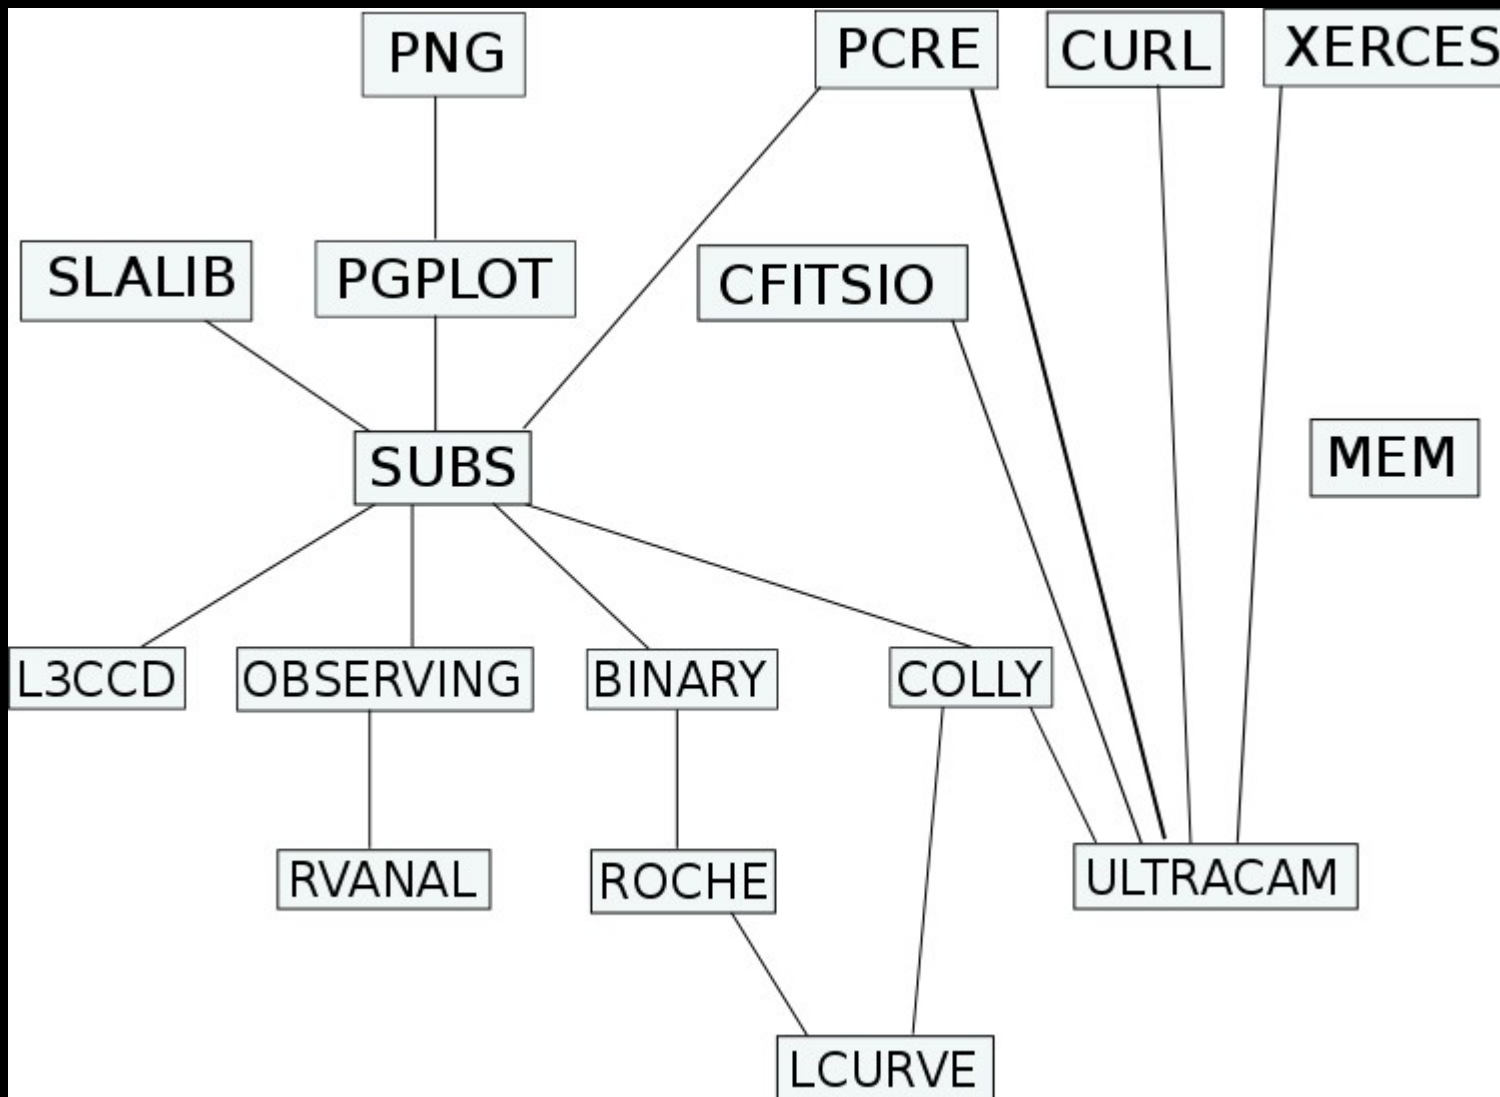 PNG
PCRE
CURL
XERCES
SLALIB
PGPLOT
CFITSIO
SUBS
MEM
L3CCD
OBSERVING
BINARY
COLLY
RVANAL
ROCHE
ULTRACAM
LCURVE